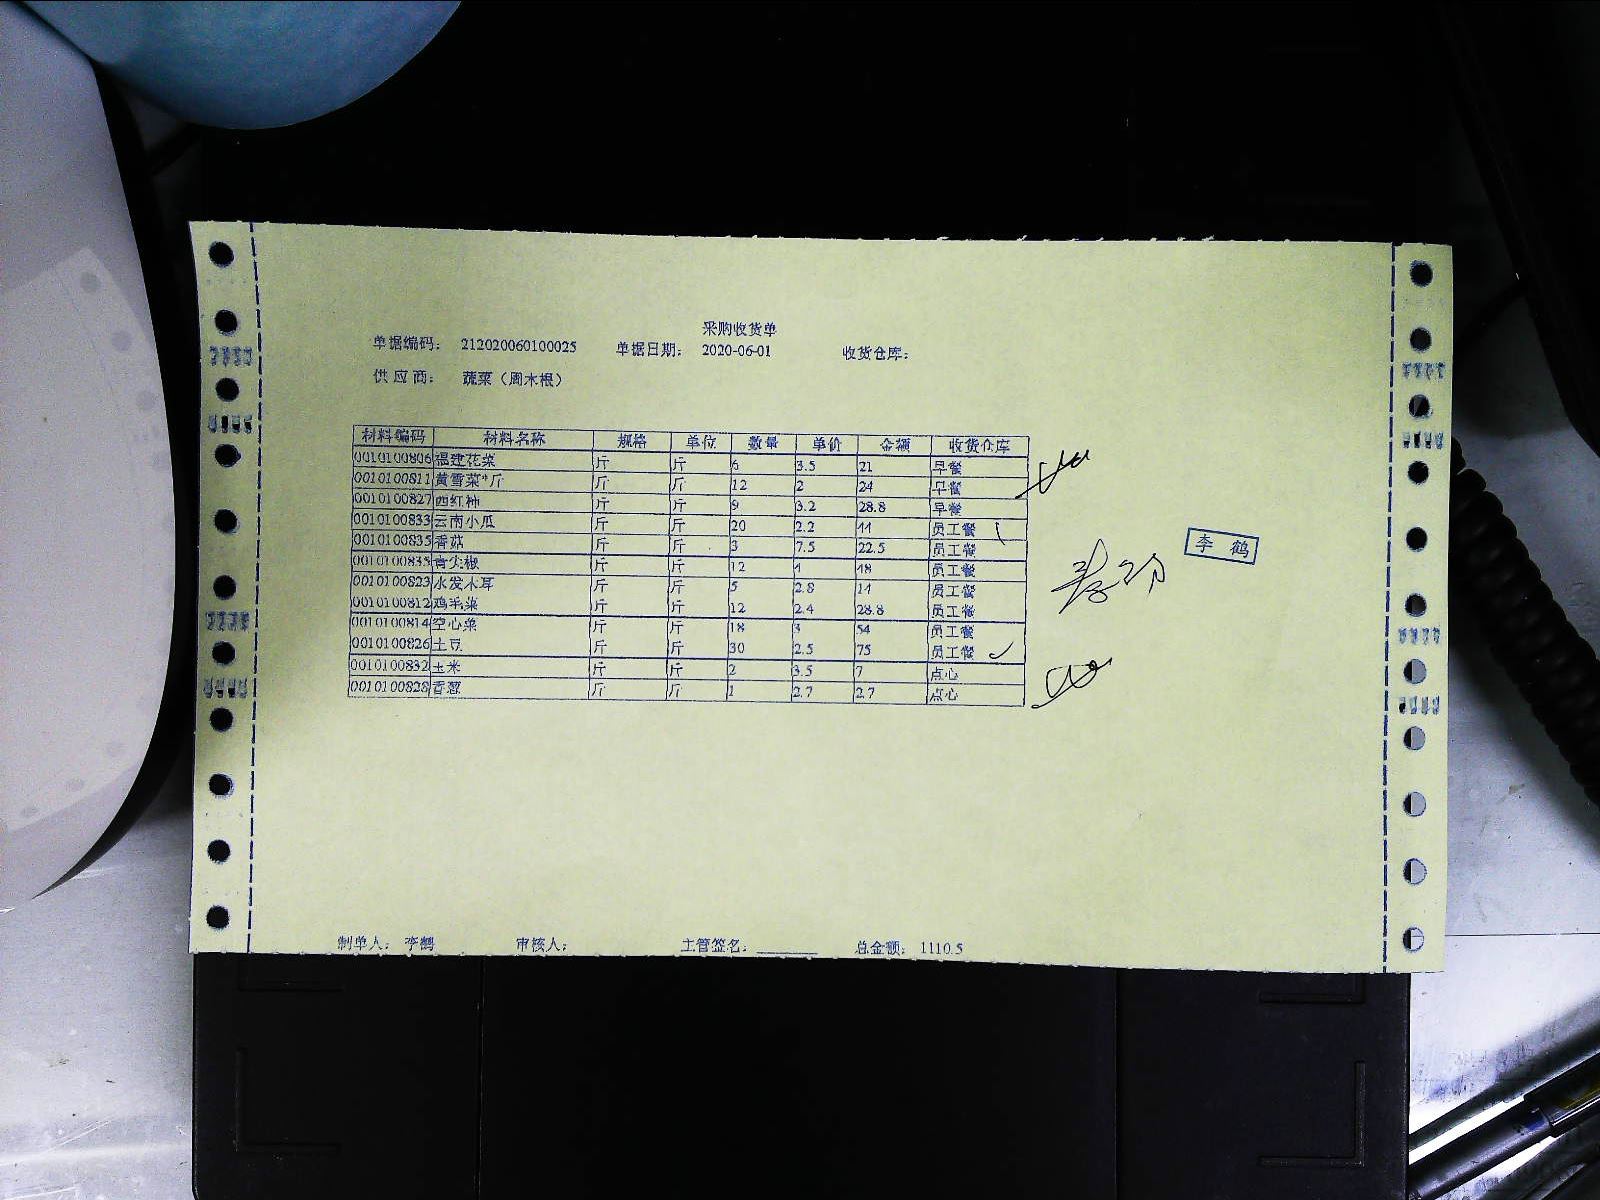 采购收货单
单据编码： 212020060100025 单据日期： 2020-06-01 收货仓库：
供应商： 蔬菜（周木根）
材料编码 材料名称 规格 单位 数量 单价 金额 收货仓库
0010100806 福建花菜 斤 斤 6 3.5 21 早餐
0010100811 黄雪菜*斤 斤 斤 12 2 24 早餐
0010100827 西红柿 斤 斤 9 3.2 28.8 早餐
0010100833 云南小瓜 斤 斤 20 2.2 44 员工餐
0010100835 香菇 斤 斤 3 7.5 22.5 员工餐
青尖椒 斤 斤 12 4 48 员工餐
0010100823 水发木耳 斤 斤 5 2.8 14 员工餐
0010100812 鸡毛菜 斤 斤 12 2.4 28.8 员工餐
0010100814 空心菜 斤 斤 18 3 54 员工餐
0010100826 土豆 斤 斤 30 2.5 75 员工餐
0010100832 玉米 斤 斤 2 3.5 7 点心
0010100828 香葱 斤 斤 1 2.7 2.7 点心
李鹤
制单人： 李鹤 审核人： 主管签名： 总金额： 1110.5